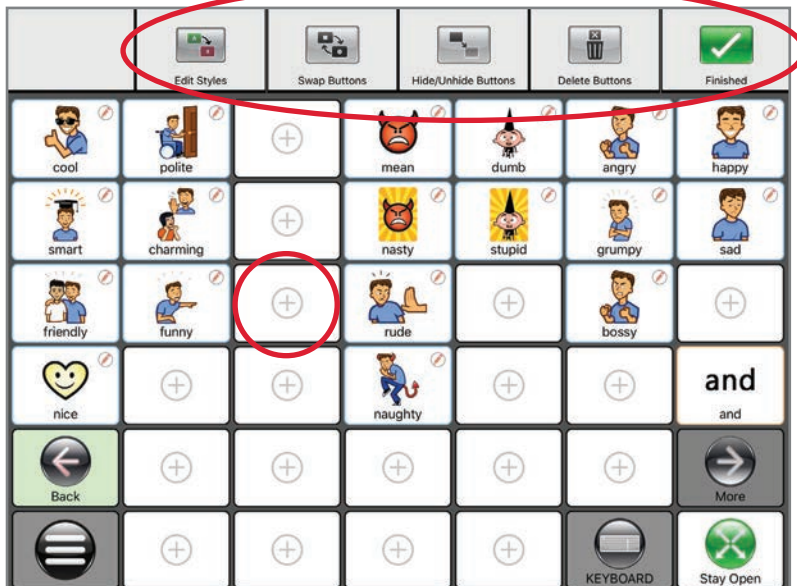 Edit Styles
Swap Buttons
Hide/Unhide Buttons
Delete Buttons
Finished
cool
polite
mean
dumb
angry
happy
smart
charming
nasty
stupid
grumpy
sad
friendly
funny
rude
bossy
nice
naughty
and
and
Back
More
KEYBOARD
Stay Open